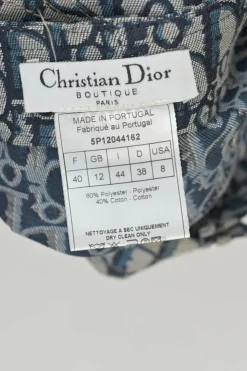 Christian Dior
BOUTIQUE
PARIS
MADE IN PORTUGAL
Fabriqué au Portugal
5P12044162
F GB I D USA
40 12 44 38 8
60% Polyester - Polyester
40% Coton - Cotton
NETTOYAGE A SEC UNIQUEMENT
DRY CLEAN ONLY